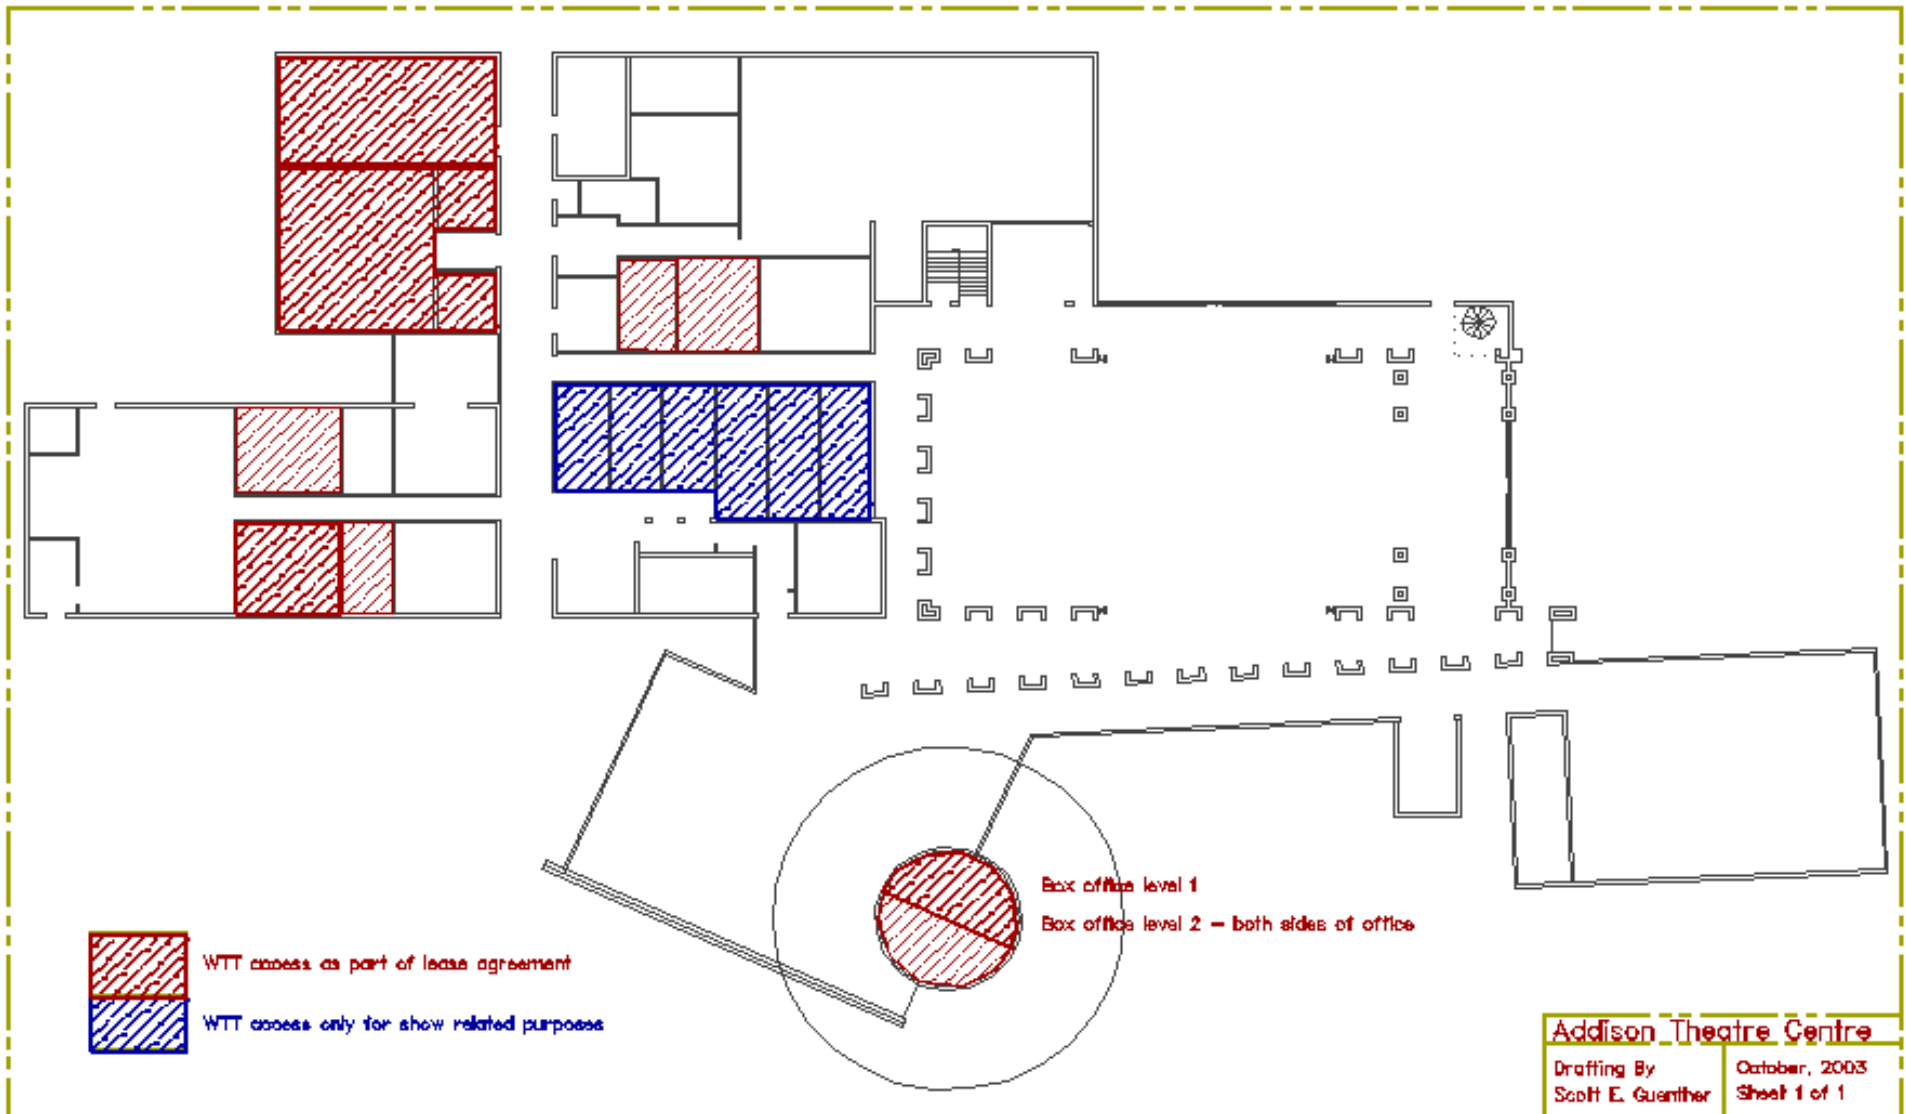 Box office level 1
Box office level 2 - both sides of office
WTT access as part of lease agreement
WTT access only for show related purposes
Addison Theatre Centre
Drafting By
Scott E. Guenther
October, 2003
Sheet 1 of 1